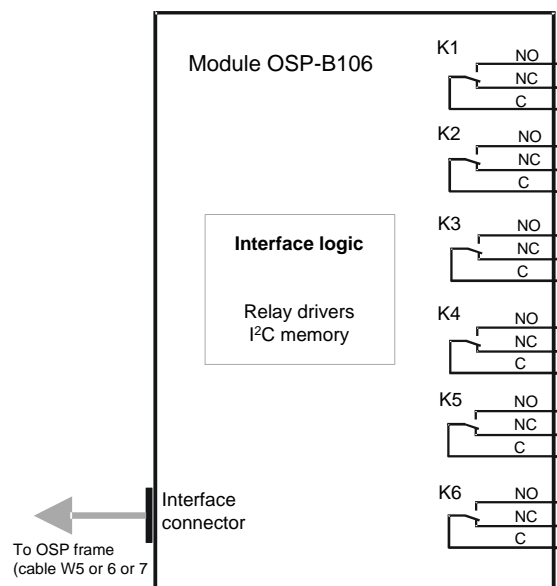 Module OSP-B106
K1
NO
NC
C
K2
NO
NC
C
K3
NO
NC
C
K4
NO
NC
C
K5
NO
NC
C
K6
NO
NC
C
Interface logic
Relay drivers
I²C memory
Interface
connector
To OSP frame
(cable W5 or 6 or 7